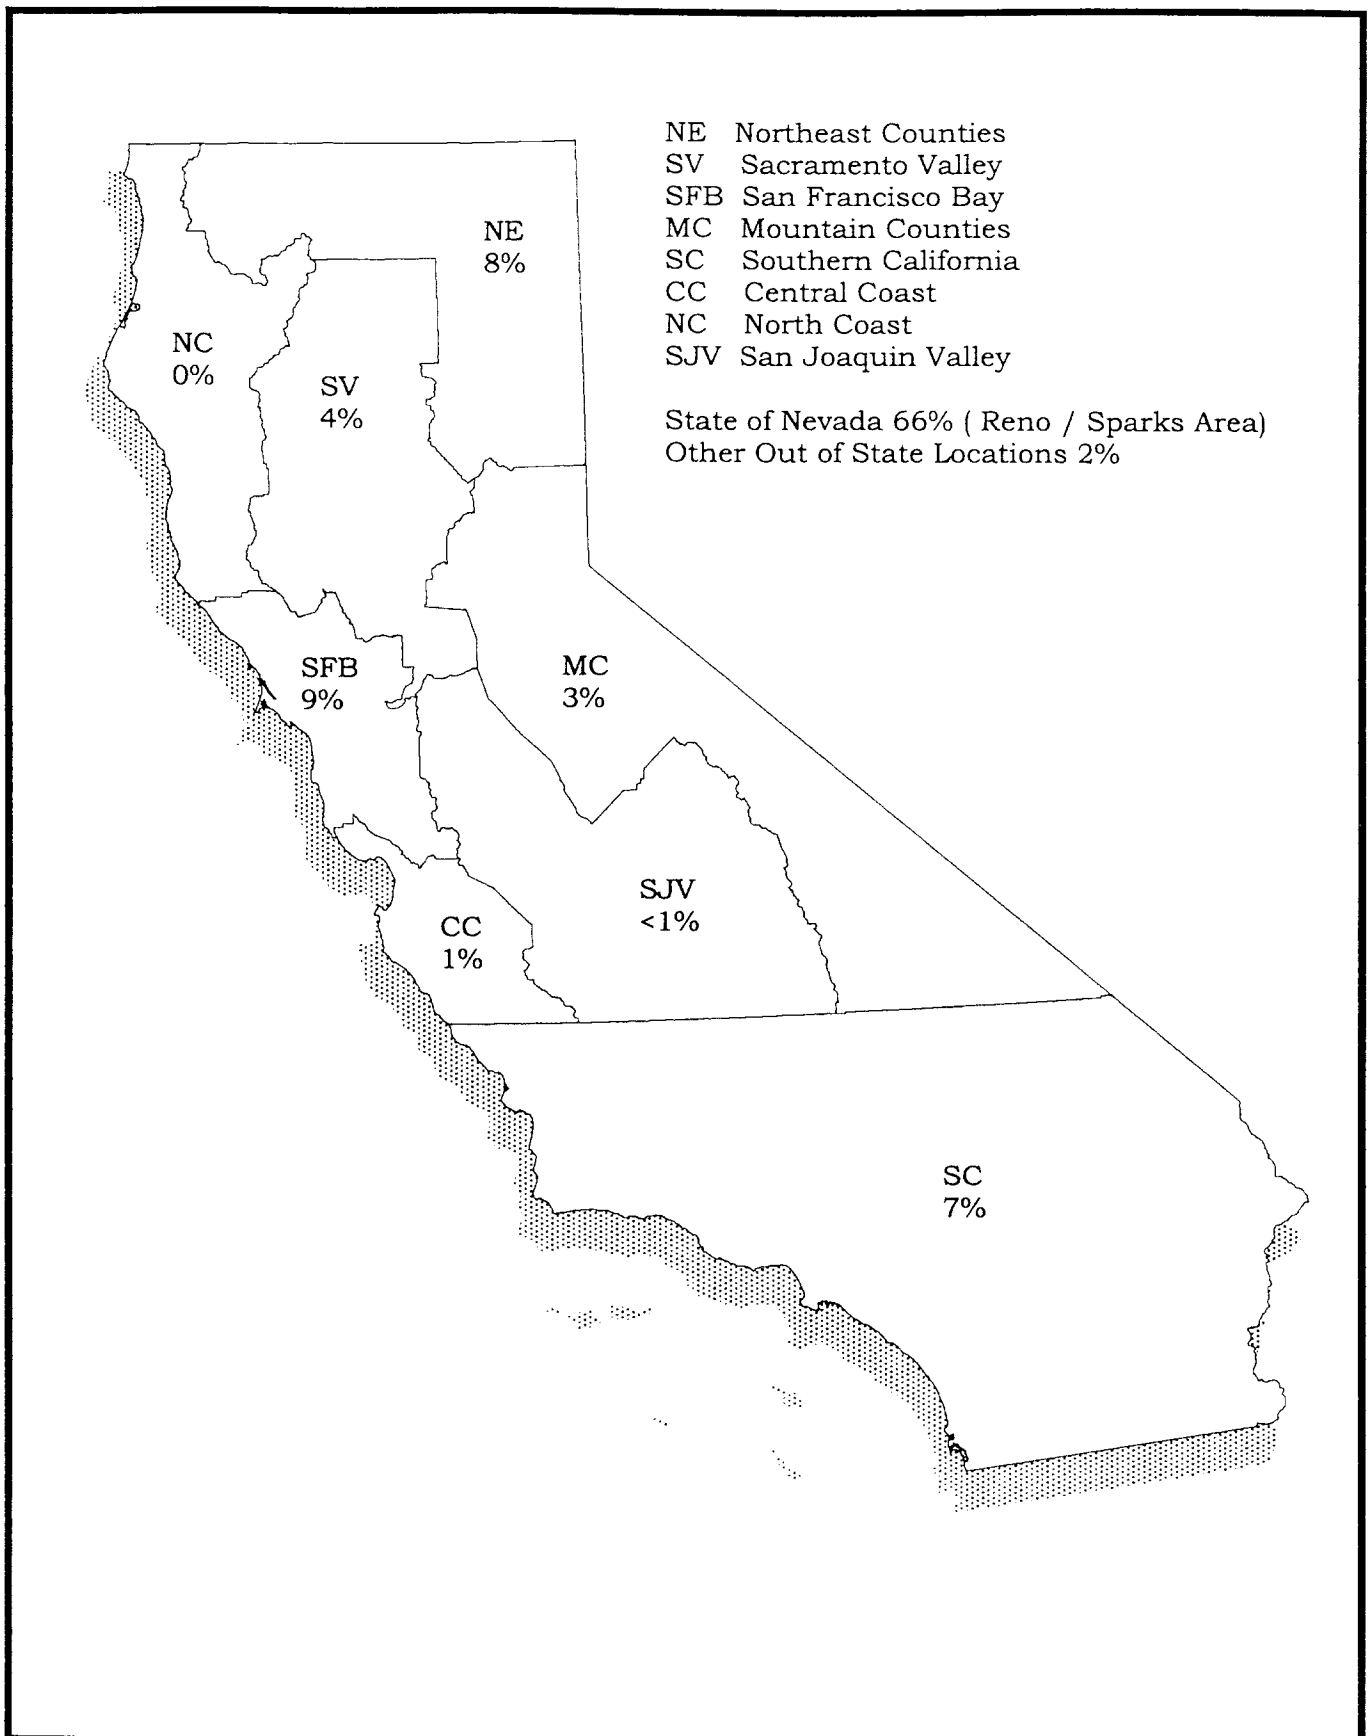 NE Northeast Counties
SV Sacramento Valley
SFB San Francisco Bay
MC Mountain Counties
SC Southern California
CC Central Coast
NC North Coast
SJV San Joaquin Valley
State of Nevada 66% ( Reno / Sparks Area)
Other Out of State Locations 2%
NE
8%
NC
0%
SV
4%
SFB
9%
MC
3%
SJV
<1%
CC
1%
SC
7%